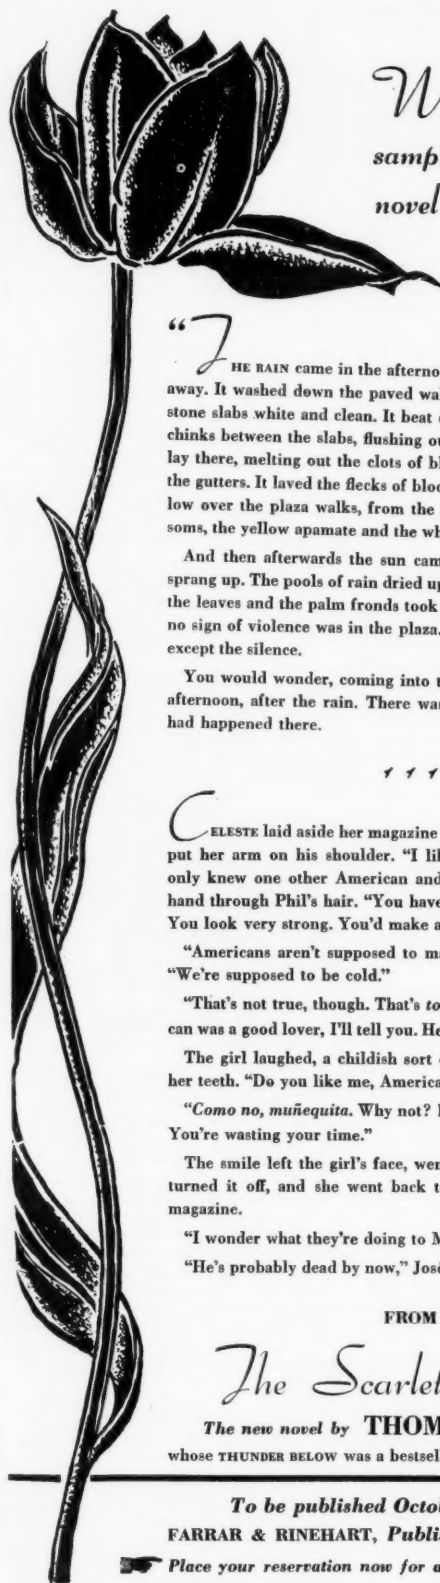 samp
novel
“THE RAIN came in the afterno
away. It washed down the paved wa
stone slabs white and clean. It beat
chinks between the slabs, flushing ou
lay there, melting out the clots of bl
the gutters. It laved the flecks of bloo
low over the plaza walks, from the
soms, the yellow apamate and the wh
And then afterwards the sun cam
sprang up. The pools of rain dried up
the leaves and the palm fronds took
no sign of violence was in the plaza.
except the silence.
You would wonder, coming into t
afternoon, after the rain. There was
had happened there.
CELESTE laid aside her magazine
put her arm on his shoulder. “I lik
only knew one other American and
hand through Phil's hair. “You have
You look very strong. You'd make a
“Americans aren't supposed to ma
“We're supposed to be cold.”
“That's not true, though. That's to
can was a good lover, I'll tell you. He
The girl laughed, a childish sort
her teeth. “Do you like me, America
“Como no, muñequita. Why not? I
You're wasting your time.”
The smile left the girl's face, wen
turned it off, and she went back t
magazine.
“I wonder what they're doing to M
“He's probably dead by now,” José
FROM
The Scarlet
The new novel by THOM
whose THUNDER BELOW was a bestsel
To be published Octo
FARRAR & RINEHART, Publis
Place your reservation now for a